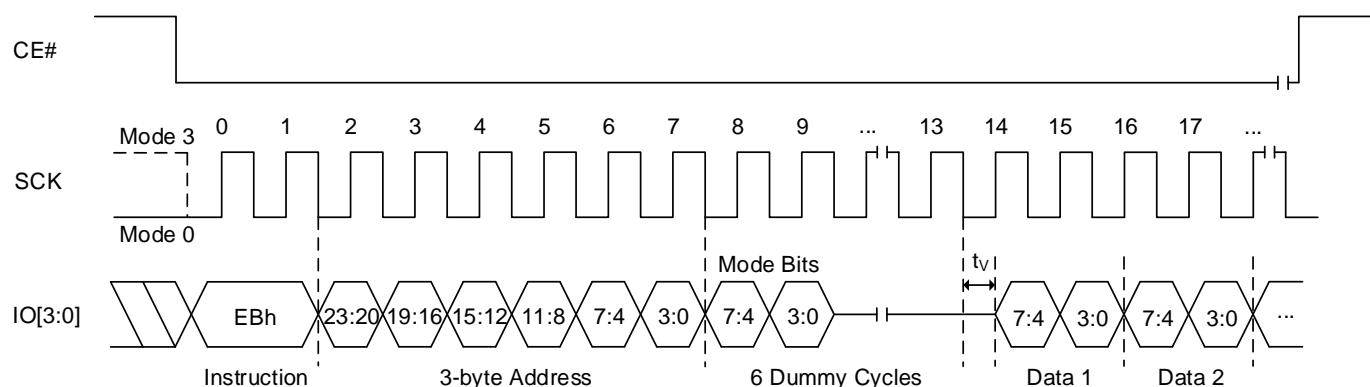 CE#
0 1 2 3 4 5 6 7 8 9 ... 13 14 15 16 17 ...
Mode 3
SCK
Mode 0
Mode Bits
tV
IO[3:0]
EBh 23:20 19:16 15:12 11:8 7:4 3:0 7:4 3:0 7:4 3:0 7:4 3:0 ...
Instruction 3-byte Address 6 Dummy Cycles Data 1 Data 2